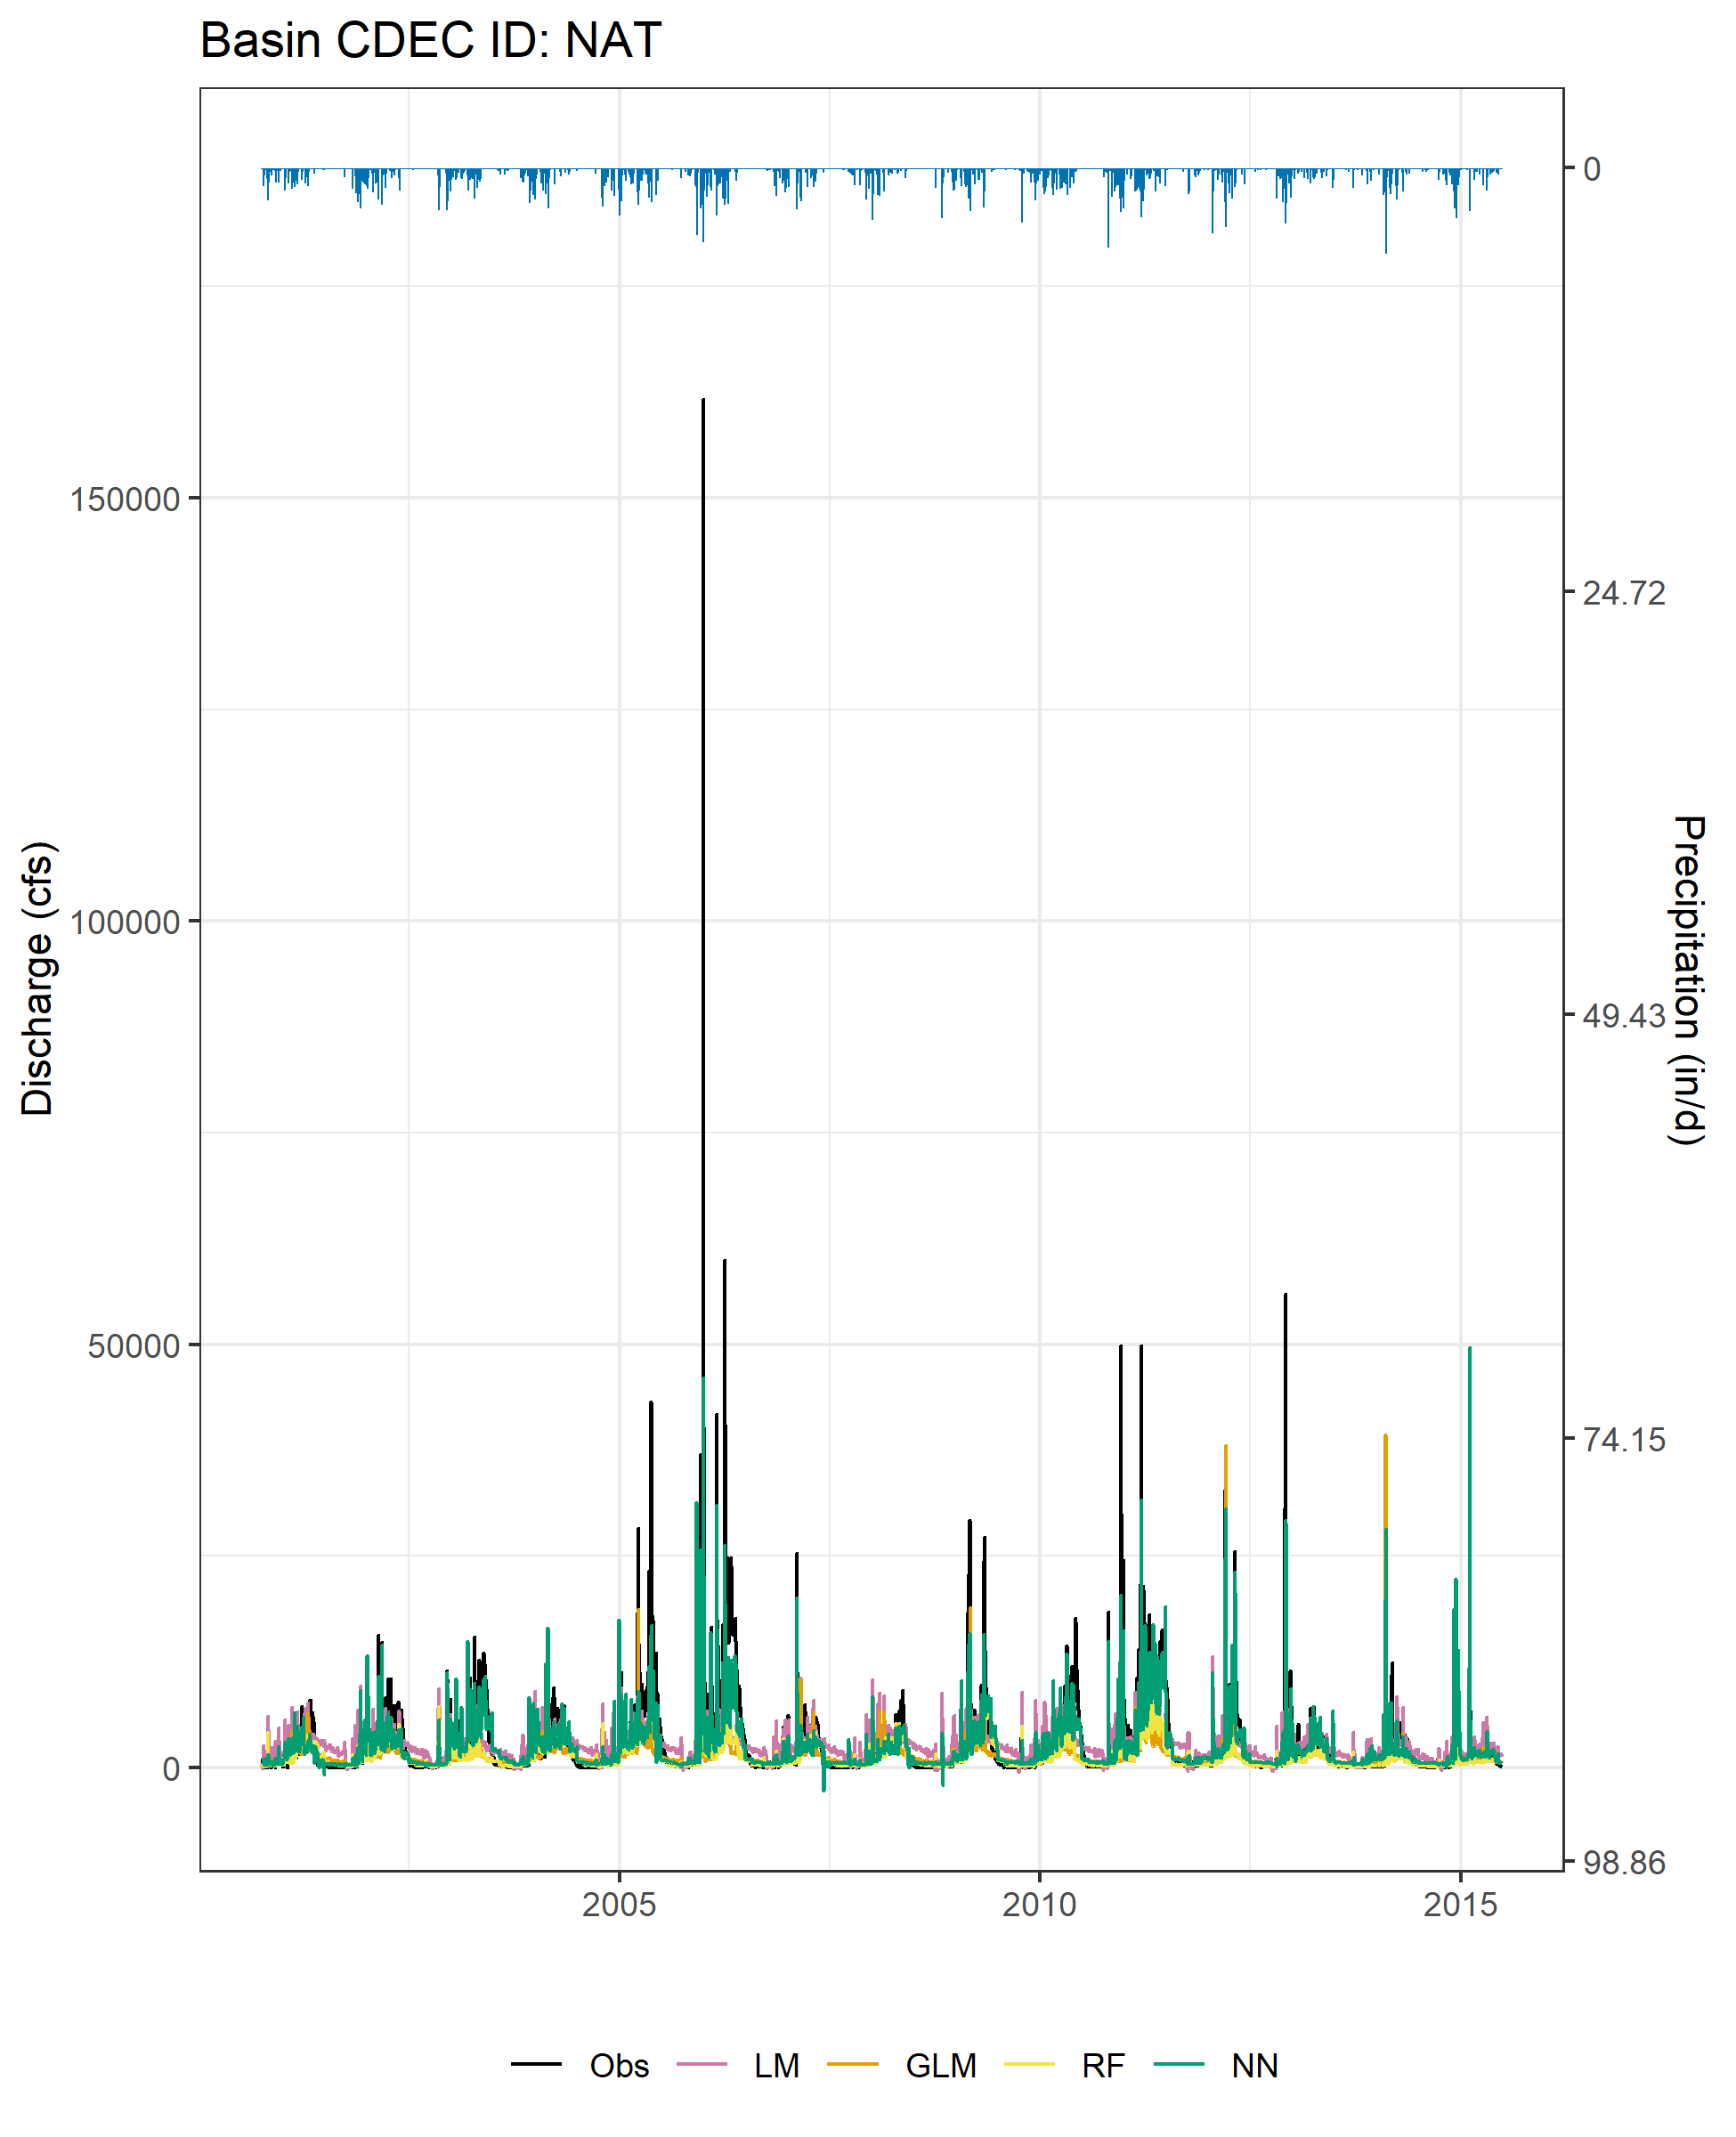 Basin CDEC ID: NAT
0
150000
24.72
100000
49.43
50000
74.15
0
98.86
Discharge (cfs)
Precipitation (in/d)
2005 2010 2015
Obs LM GLM RF NN